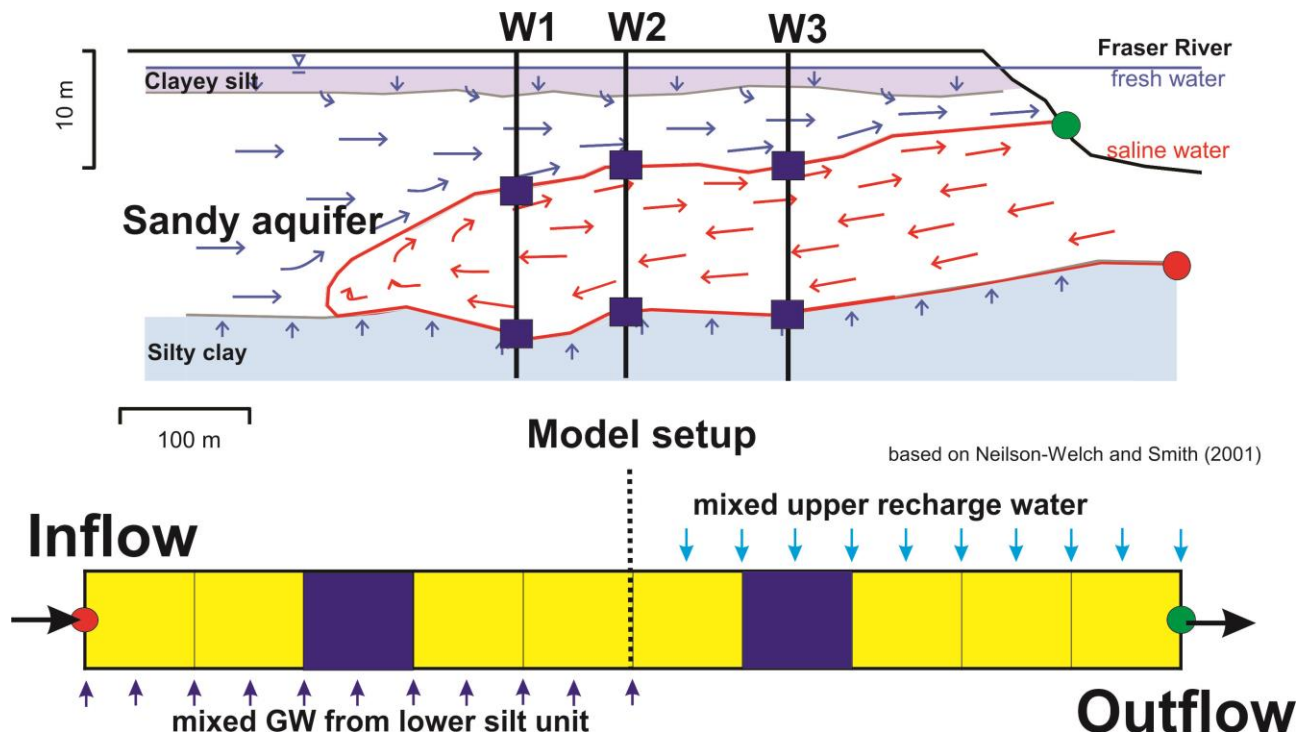 W1 W2 W3
Fraser River
fresh water
Clayey silt
10 m
saline water
Sandy aquifer
Silty clay
100 m
Model setup
based on Neilson-Welch and Smith (2001)
mixed upper recharge water
Inflow
mixed GW from lower silt unit
Outflow